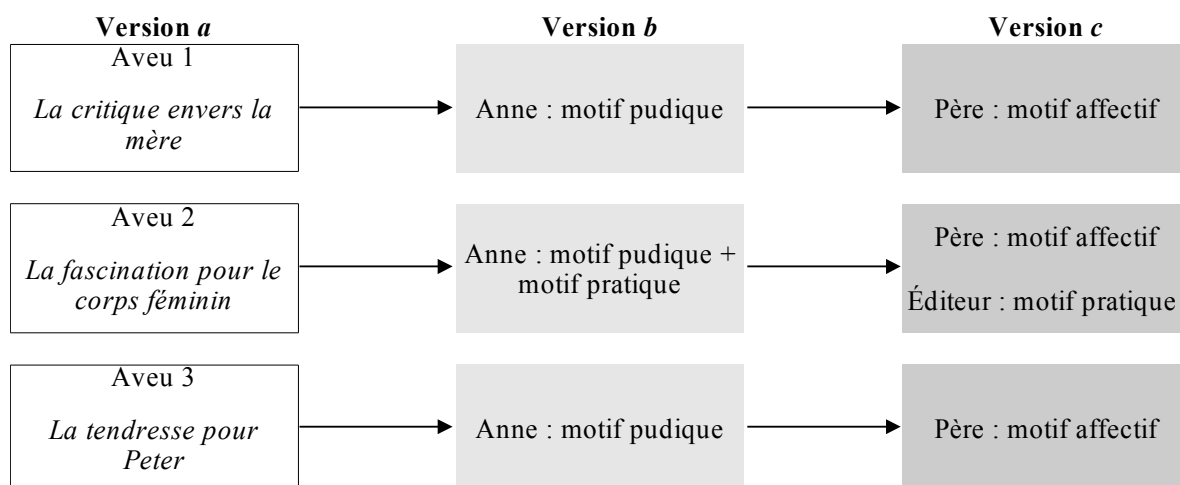 Version a Version b Version c
Aveu 1
La critique envers la
mère
Anne : motif pudique
Père : motif affectif
Aveu 2
La fascination pour le
corps féminin
Anne : motif pudique +
motif pratique
Père : motif affectif
Éditeur : motif pratique
Aveu 3
La tendresse pour
Peter
Anne : motif pudique
Père : motif affectif